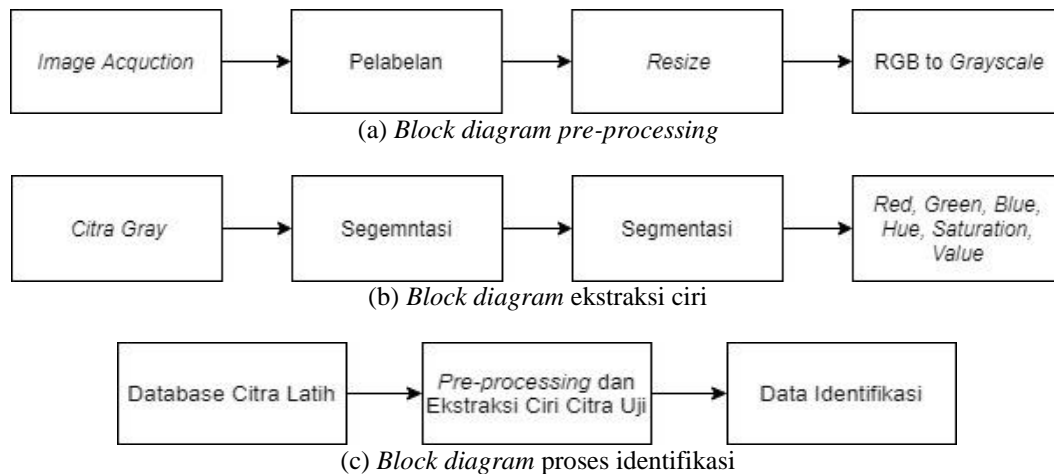 Image Acquction
Pelabelan
Resize
RGB to Grayscale
(a) Block diagram pre-processing
Citra Gray
Segemntasi
Segmentasi
Red, Green, Blue,
Hue, Saturation,
Value
(b) Block diagram ekstraksi ciri
Database Citra Latih
Pre-processing dan
Ekstraksi Ciri Citra Uji
Data Identifikasi
(c) Block diagram proses identifikasi